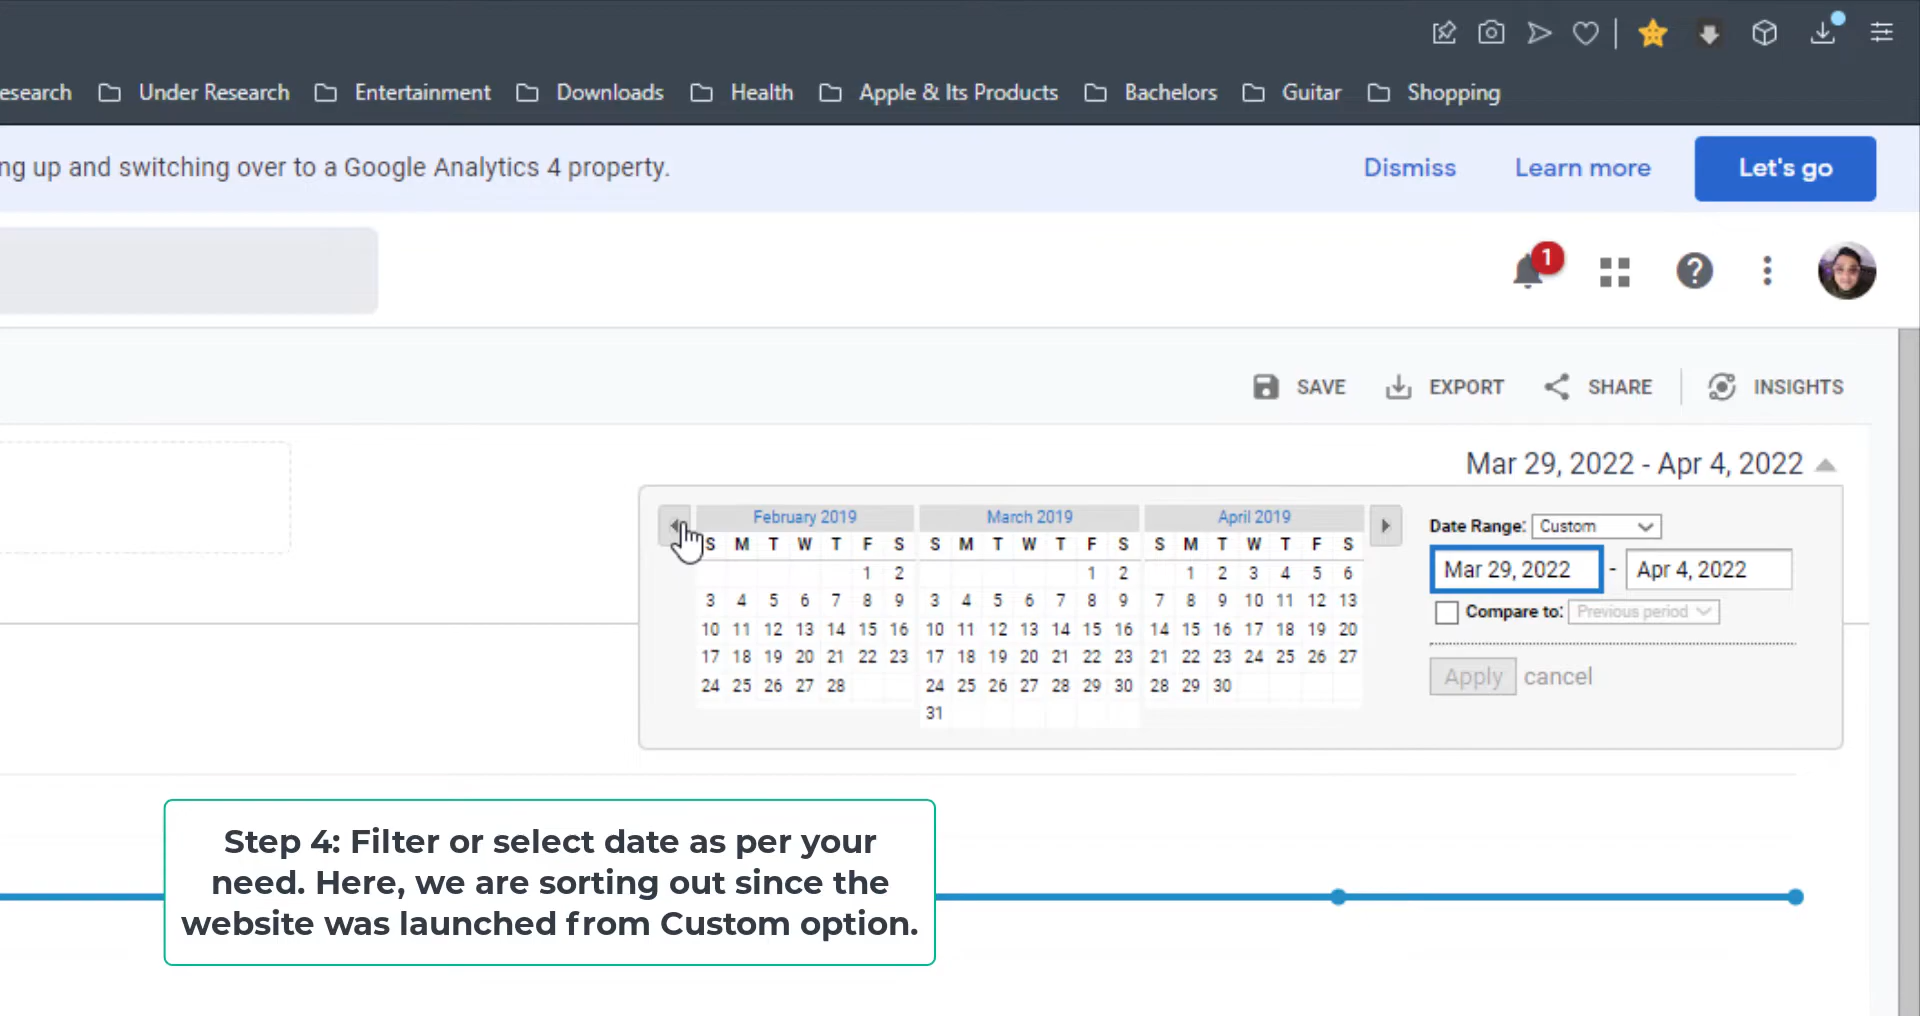 esearch Under Research Entertainment Downloads Health Apple & Its Products Bachelors Guitar Shopping
ng up and switching over to a Google Analytics 4 property. Dismiss Learn more Let's go
1
SAVE EXPORT SHARE INSIGHTS
Mar 29, 2022 - Apr 4, 2022
February 2019
S M T W T F S
1 2
3 4 5 6 7 8 9
10 11 12 13 14 15 16
17 18 19 20 21 22 23
24 25 26 27 28
March 2019
S M T W T F S
1 2
3 4 5 6 7 8 9
10 11 12 13 14 15 16
17 18 19 20 21 22 23
24 25 26 27 28 29 30
31
April 2019
S M T W T F S
1 2 3 4 5 6
7 8 9 10 11 12 13
14 15 16 17 18 19 20
21 22 23 24 25 26 27
28 29 30
Date Range: Custom
Mar 29, 2022 - Apr 4, 2022
Compare to: Previous period
Apply cancel
Step 4: Filter or select date as per your
need. Here, we are sorting out since the
website was launched from Custom option.